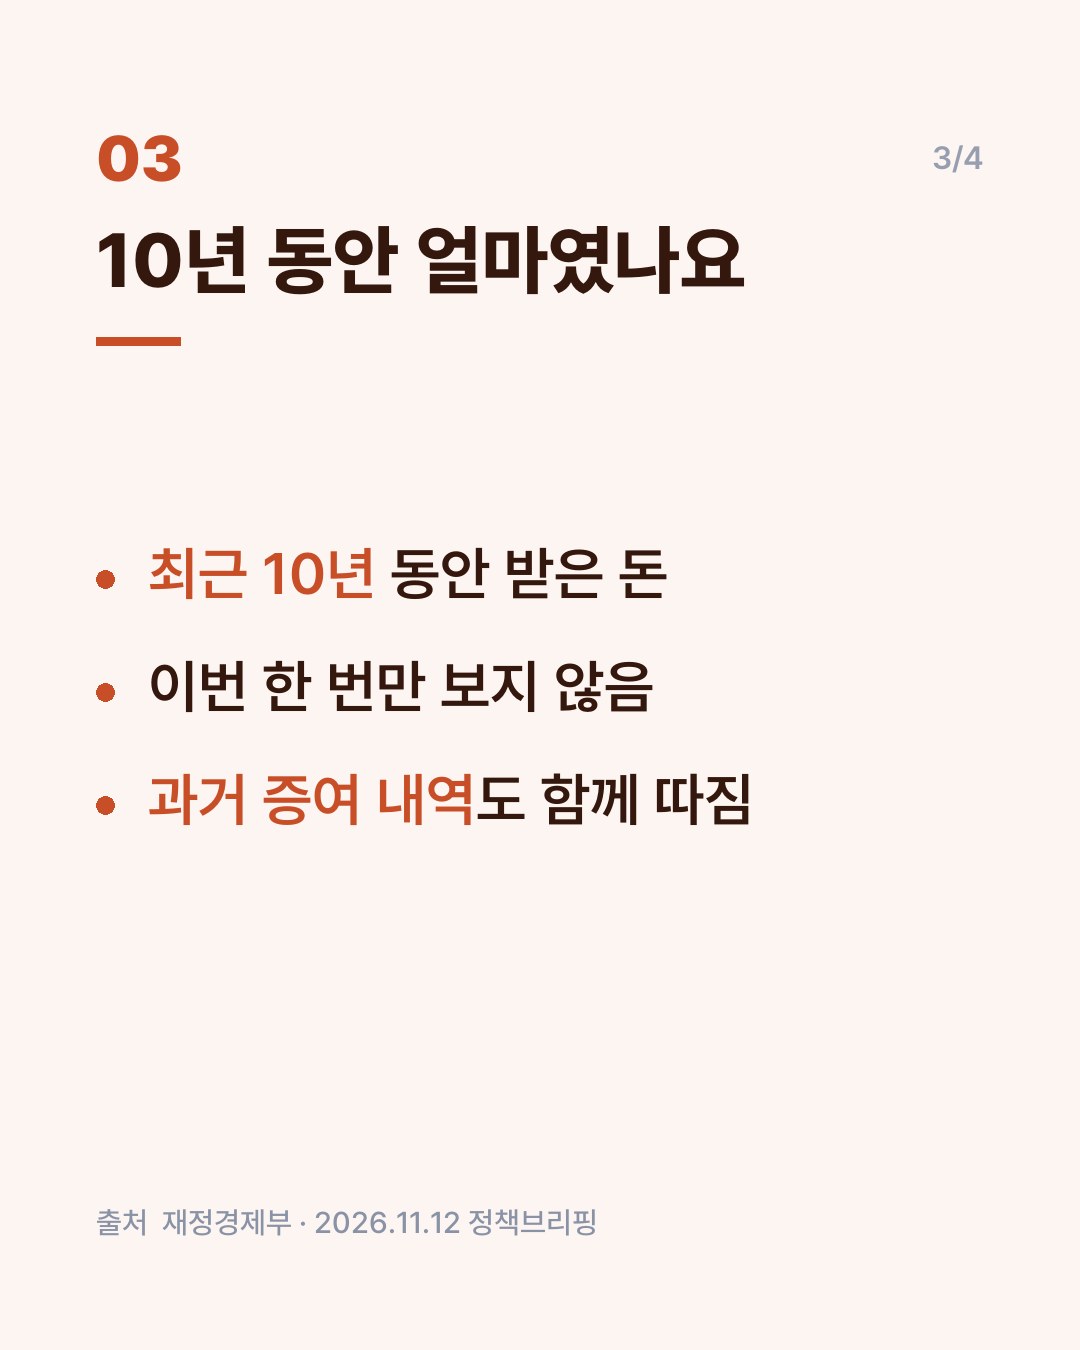 03
3/4
10년 동안 얼마였나요
• 최근 10년 동안 받은 돈
• 이번 한 번만 보지 않음
• 과거 증여 내역도 함께 따짐
출처 재정경제부 · 2026.11.12 정책브리핑